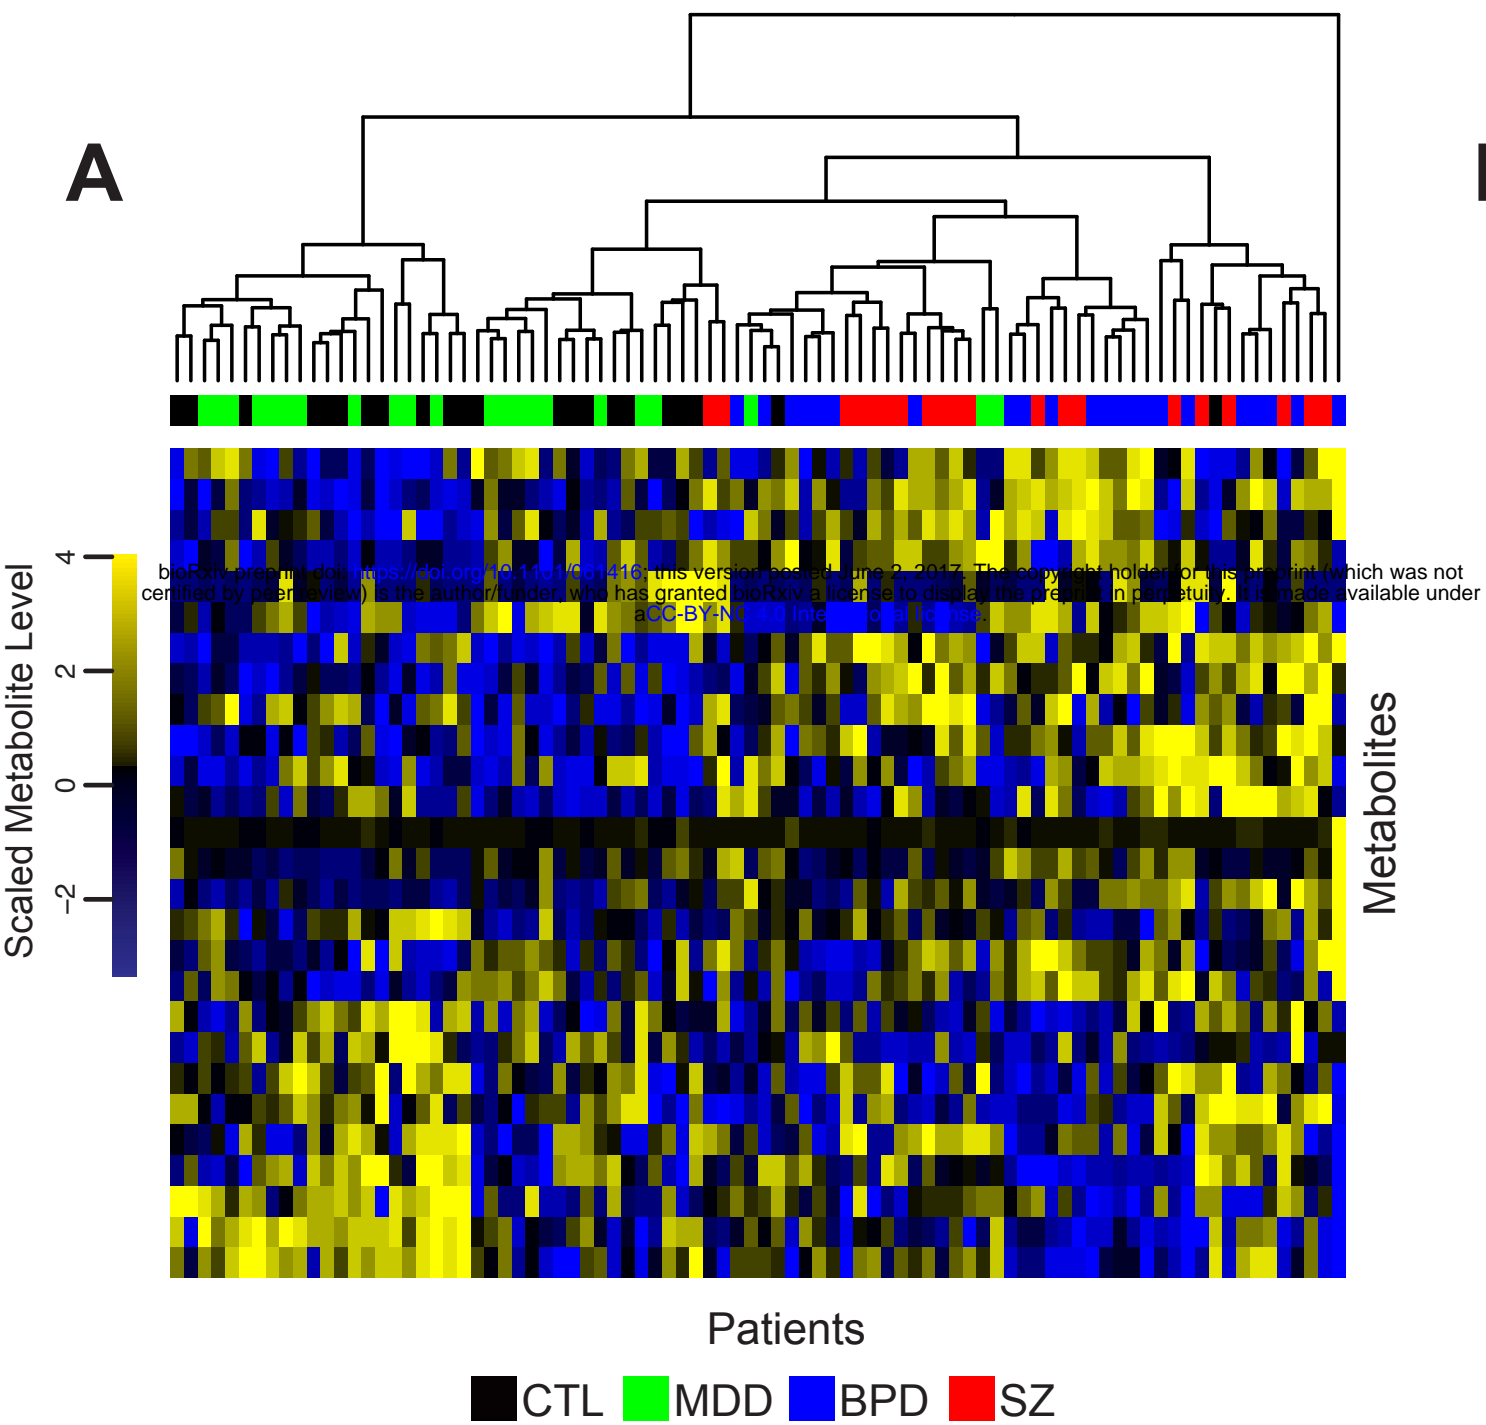 A
4
2
0
−2
Scaled Metabolite Level
bioRxiv preprint doi: https://doi.org/10.1101/061416; this version posted June 2, 2017. The copyright holder for this preprint (which was not
certified by peer review) is the author/funder, who has granted bioRxiv a license to display the preprint in perpetuity. It is made available under
aCC-BY-NC 4.0 International license.
Metabolites
Patients
CTL MDD BPD SZ